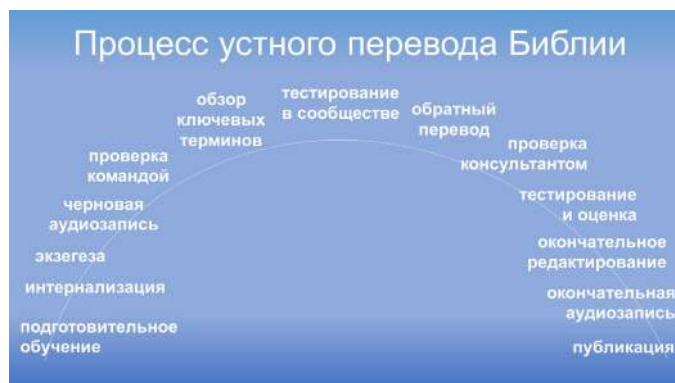 Процесс устного перевода Библии
подготовительное
обучение
интернализация
экзегеза
черновая
аудиозапись
проверка
командой
обзор
ключевых
терминов
тестирование
в сообществе
обратный
перевод
проверка
консультантом
тестирование
и оценка
окончательное
редактирование
окончательная
аудиозапись
публикация